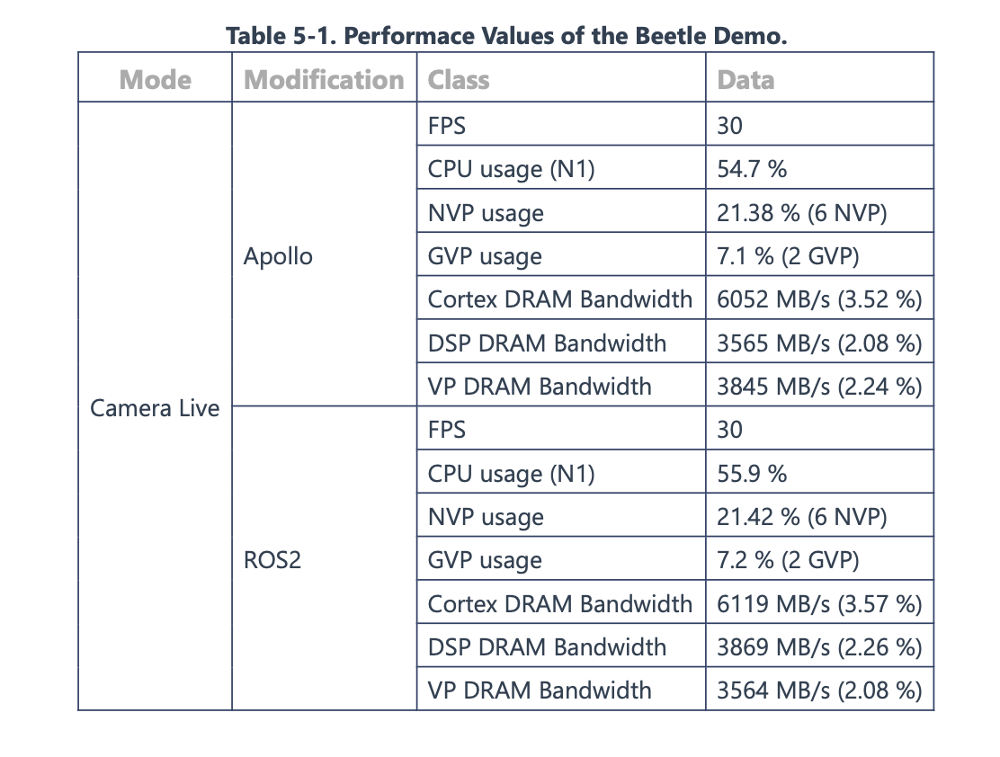 Table 5-1. Performace Values of the Beetle Demo.
Mode Modification Class Data
Camera Live
Apollo
FPS 30
CPU usage (N1) 54.7 %
NVP usage 21.38 % (6 NVP)
GVP usage 7.1 % (2 GVP)
Cortex DRAM Bandwidth 6052 MB/s (3.52 %)
DSP DRAM Bandwidth 3565 MB/s (2.08 %)
VP DRAM Bandwidth 3845 MB/s (2.24 %)
ROS2
FPS 30
CPU usage (N1) 55.9 %
NVP usage 21.42 % (6 NVP)
GVP usage 7.2 % (2 GVP)
Cortex DRAM Bandwidth 6119 MB/s (3.57 %)
DSP DRAM Bandwidth 3869 MB/s (2.26 %)
VP DRAM Bandwidth 3564 MB/s (2.08 %)